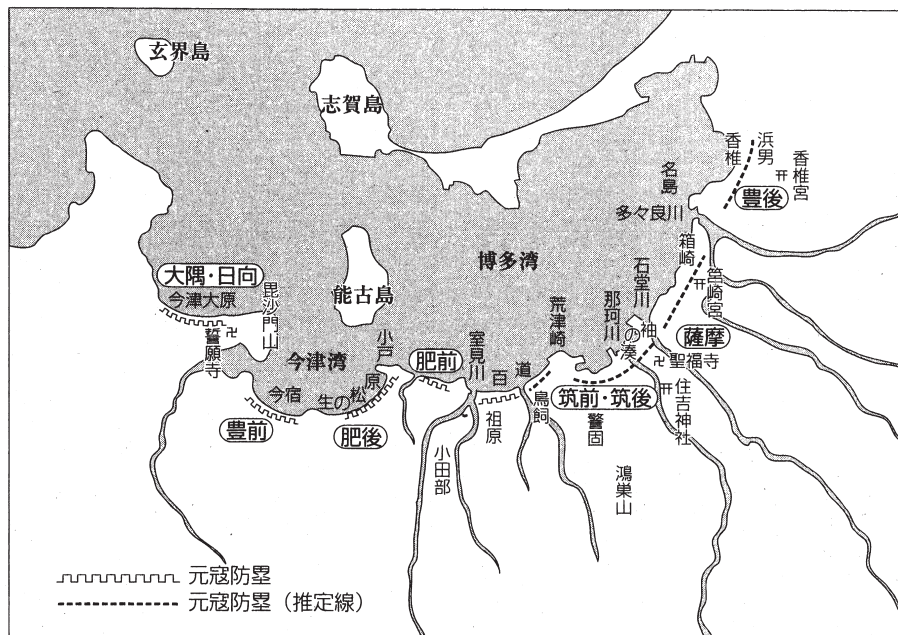 玄界島
志賀島
香椎
浜男
香椎宮
名島
豊後
多々良川
箱崎
筥崎宮
博多湾
石堂川
大隅・日向
今津大原
毘沙門山
能古島
荒津崎
那珂川
袖の湊
薩摩
誓願寺
今津湾
小戸
肥前
室見川
百道
聖福寺
今宿
生の松原
鳥飼
筑前・筑後
住吉神社
豊前
肥後
祖原
警固
小田部
鴻巣山
元寇防塁
元寇防塁（推定線）